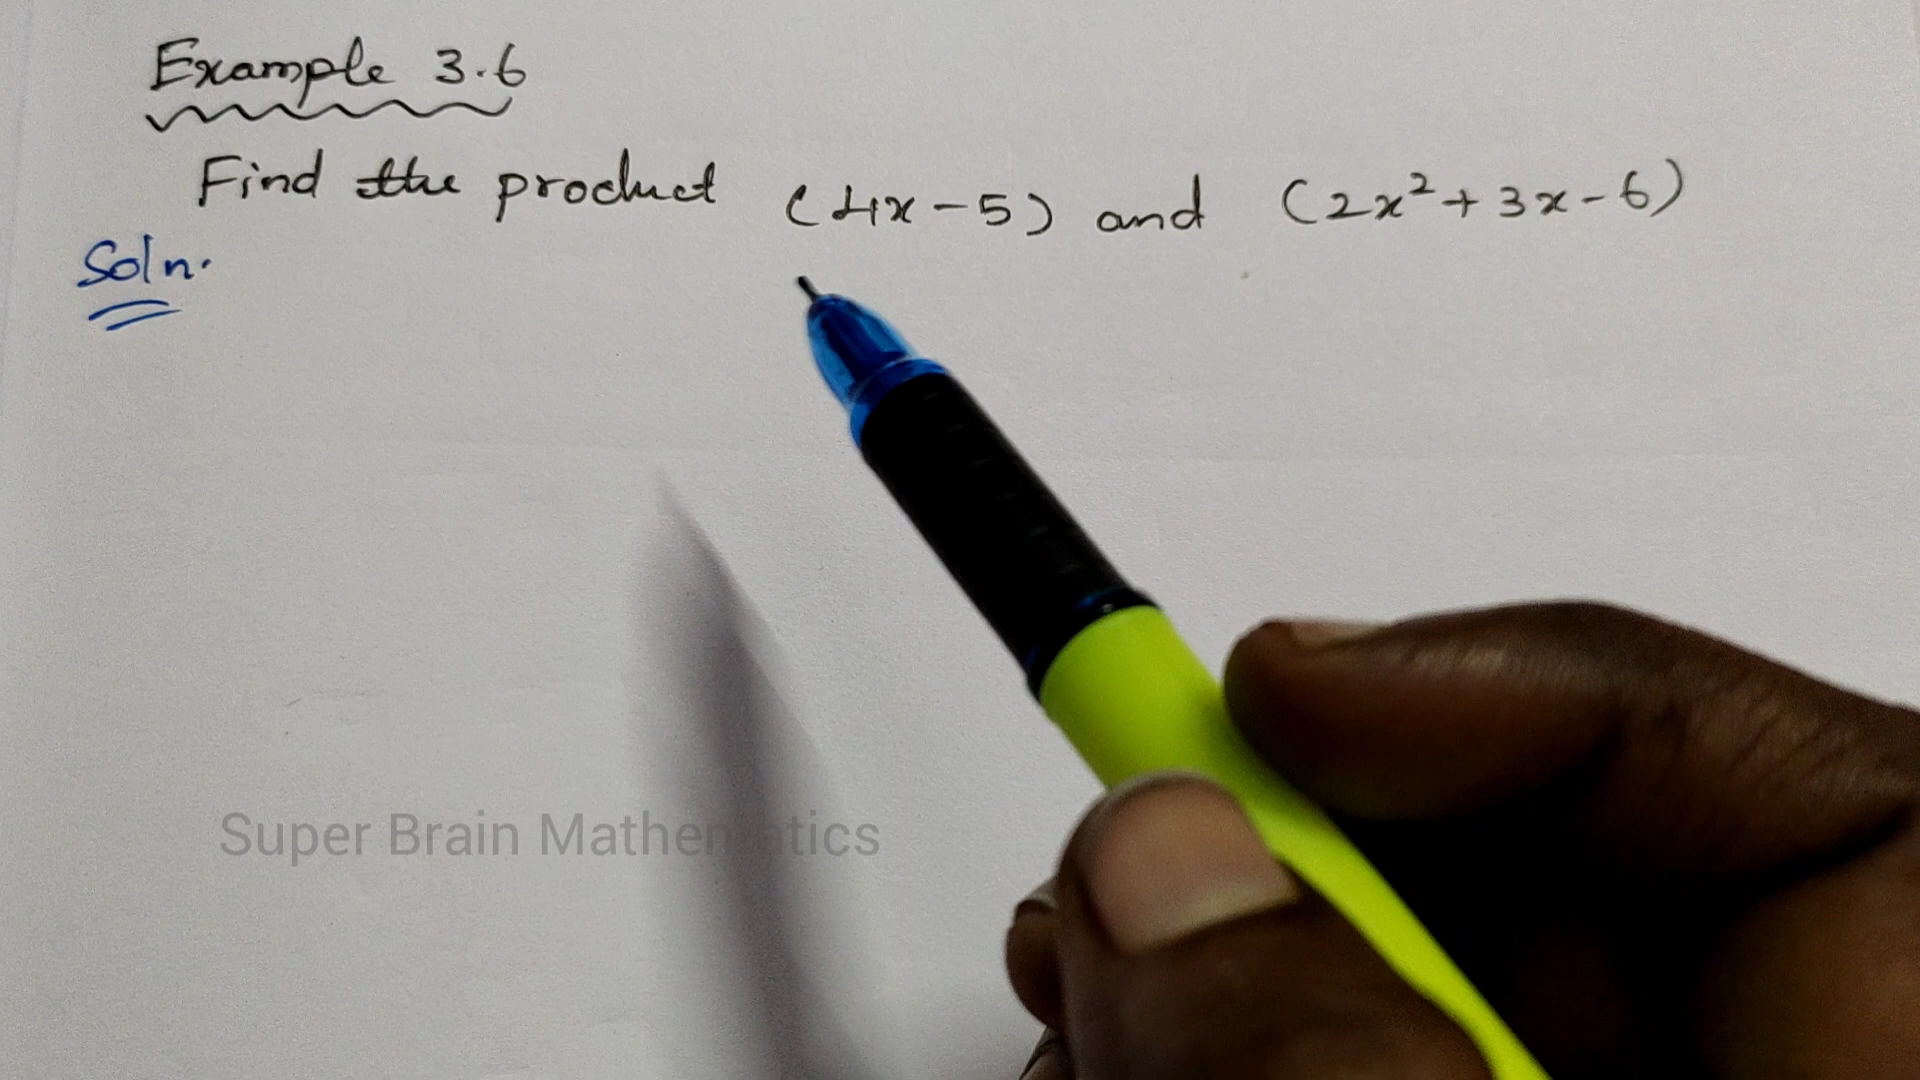 Example 3.6
Find the product (4x-5) and (2x²+3x-6)
Soln.
Super Brain Mathematics